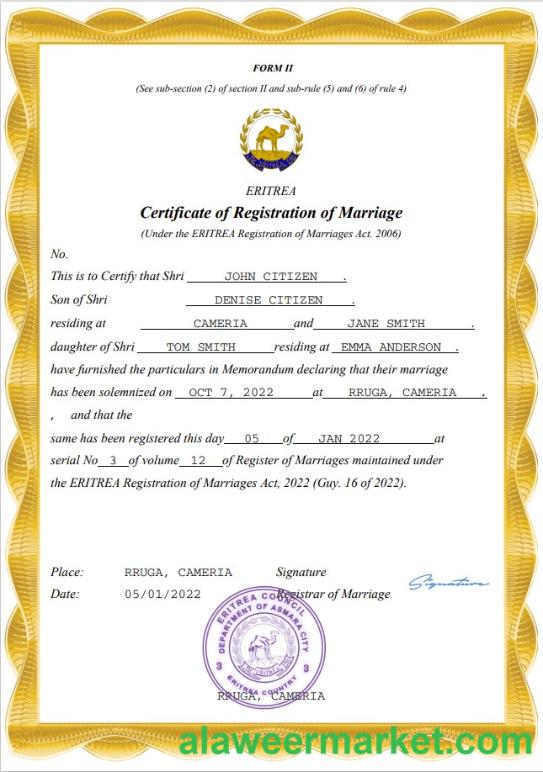 FORM II
(See sub-section (2) of section II and sub-rule (5) and (6) of rule 4)
ERITREA
Certificate of Registration of Marriage
(Under the ERITREA Registration of Marriages Act. 2006)
No.
This is to Certify that Shri JOHN CITIZEN .
Son of Shri DENISE CITIZEN .
residing at CAMERIA and JANE SMITH .
daughter of Shri TOM SMITH residing at EMMA ANDERSON .
have furnished the particulars in Memorandum declaring that their marriage
has been solemnized on OCT 7, 2022 at RRUGA, CAMERIA .
, and that the
same has been registered this day 05 of JAN 2022 at
serial No 3 of volume 12 of Register of Marriages maintained under
the ERITREA Registration of Marriages Act, 2022 (Guy. 16 of 2022).
Place: RRUGA, CAMERIA Signature
Signature
Date: 05/01/2022 Registrar of Marriage
ERITREA COUNCIL
DEPARTMENT OF ASMARA CITY
3 3
ERITREA COUNTRY
RRUGA, CAMERIA
alaweermarket.com